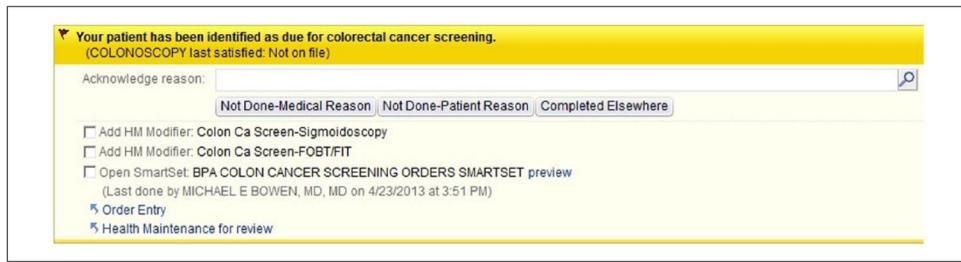 Your patient has been identified as due for colorectal cancer screening.
(COLONOSCOPY last satisfied: Not on file)
Acknowledge reason:
Not Done-Medical Reason Not Done-Patient Reason Completed Elsewhere
Add HM Modifier: Colon Ca Screen-Sigmoidoscopy
Add HM Modifier: Colon Ca Screen-FOBT/FIT
Open SmartSet: BPA COLON CANCER SCREENING ORDERS SMARTSET preview
(Last done by MICHAEL E BOWEN, MD, MD on 4/23/2013 at 3:51 PM)
Order Entry
Health Maintenance for review